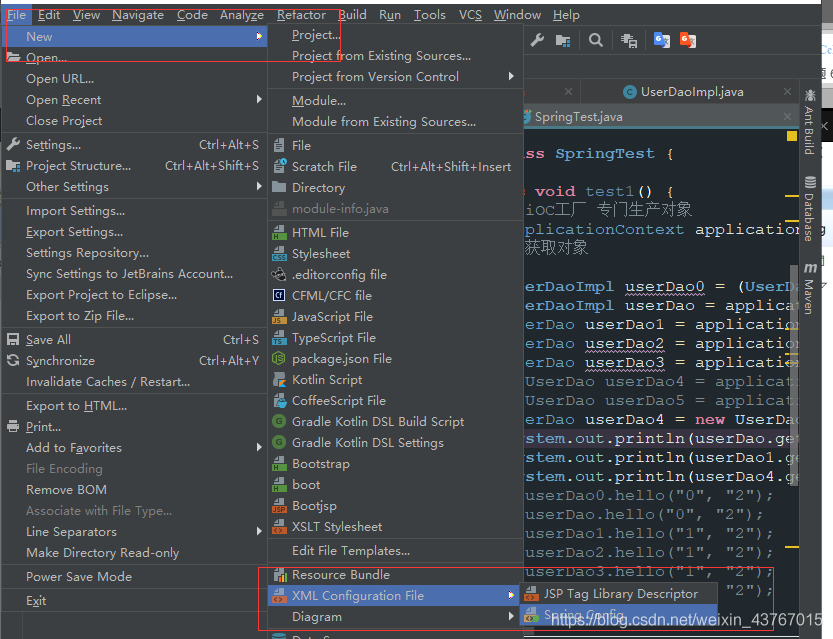 File Edit View Navigate Code Analyze Refactor Build Run Tools VCS Window Help
New
Open...
Open URL...
Open Recent
Close Project
Settings... Ctrl+Alt+S
Project Structure... Ctrl+Alt+Shift+S
Other Settings
Import Settings...
Export Settings...
Settings Repository...
Sync Settings to JetBrains Account...
Export Project to Eclipse...
Export to Zip File...
Save All Ctrl+S
Synchronize Ctrl+Alt+Y
Invalidate Caches / Restart...
Export to HTML...
Print...
Add to Favorites
File Encoding
Remove BOM
Associate with File Type...
Line Separators
Make Directory Read-only
Power Save Mode
Exit
Project...
Project from Existing Sources...
Project from Version Control
Module...
Module from Existing Sources...
File
Scratch File Ctrl+Alt+Shift+Insert
Directory
module-info.java
HTML File
Stylesheet
.editorconfig file
CFML/CFC file
JavaScript File
TypeScript File
package.json File
Kotlin Script
CoffeeScript File
Gradle Kotlin DSL Build Script
Gradle Kotlin DSL Settings
Bootstrap
boot
Bootjsp
XSLT Stylesheet
Edit File Templates...
Resource Bundle
XML Configuration File
Diagram
JSP Tag Library Descriptor
Spring Config
UserDaoImpl.java
SpringTest.java
ss SpringTest {
void test1() {
iOC工厂 专门生产对象
plicationContext application
获取对象
erDaoImpl userDao0 = (UserDa
erDaoImpl userDao = applicat
erDao userDao1 = application
erDao userDao2 = application
erDao userDao3 = application
UserDao userDao4 = applicat
UserDao userDao5 = applicat
erDao userDao4 = new UserDao
stem.out.println(userDao.get
stem.out.println(userDao1.ge
stem.out.println(userDao4.ge
userDao0.hello("0", "2");
userDao.hello("0", "2");
userDao1.hello("1", "2");
userDao2.hello("1", "2");
userDao3.hello("1", "2");
"2");
Ant Build
Database
Maven
https://blog.csdn.net/weixin_43767015